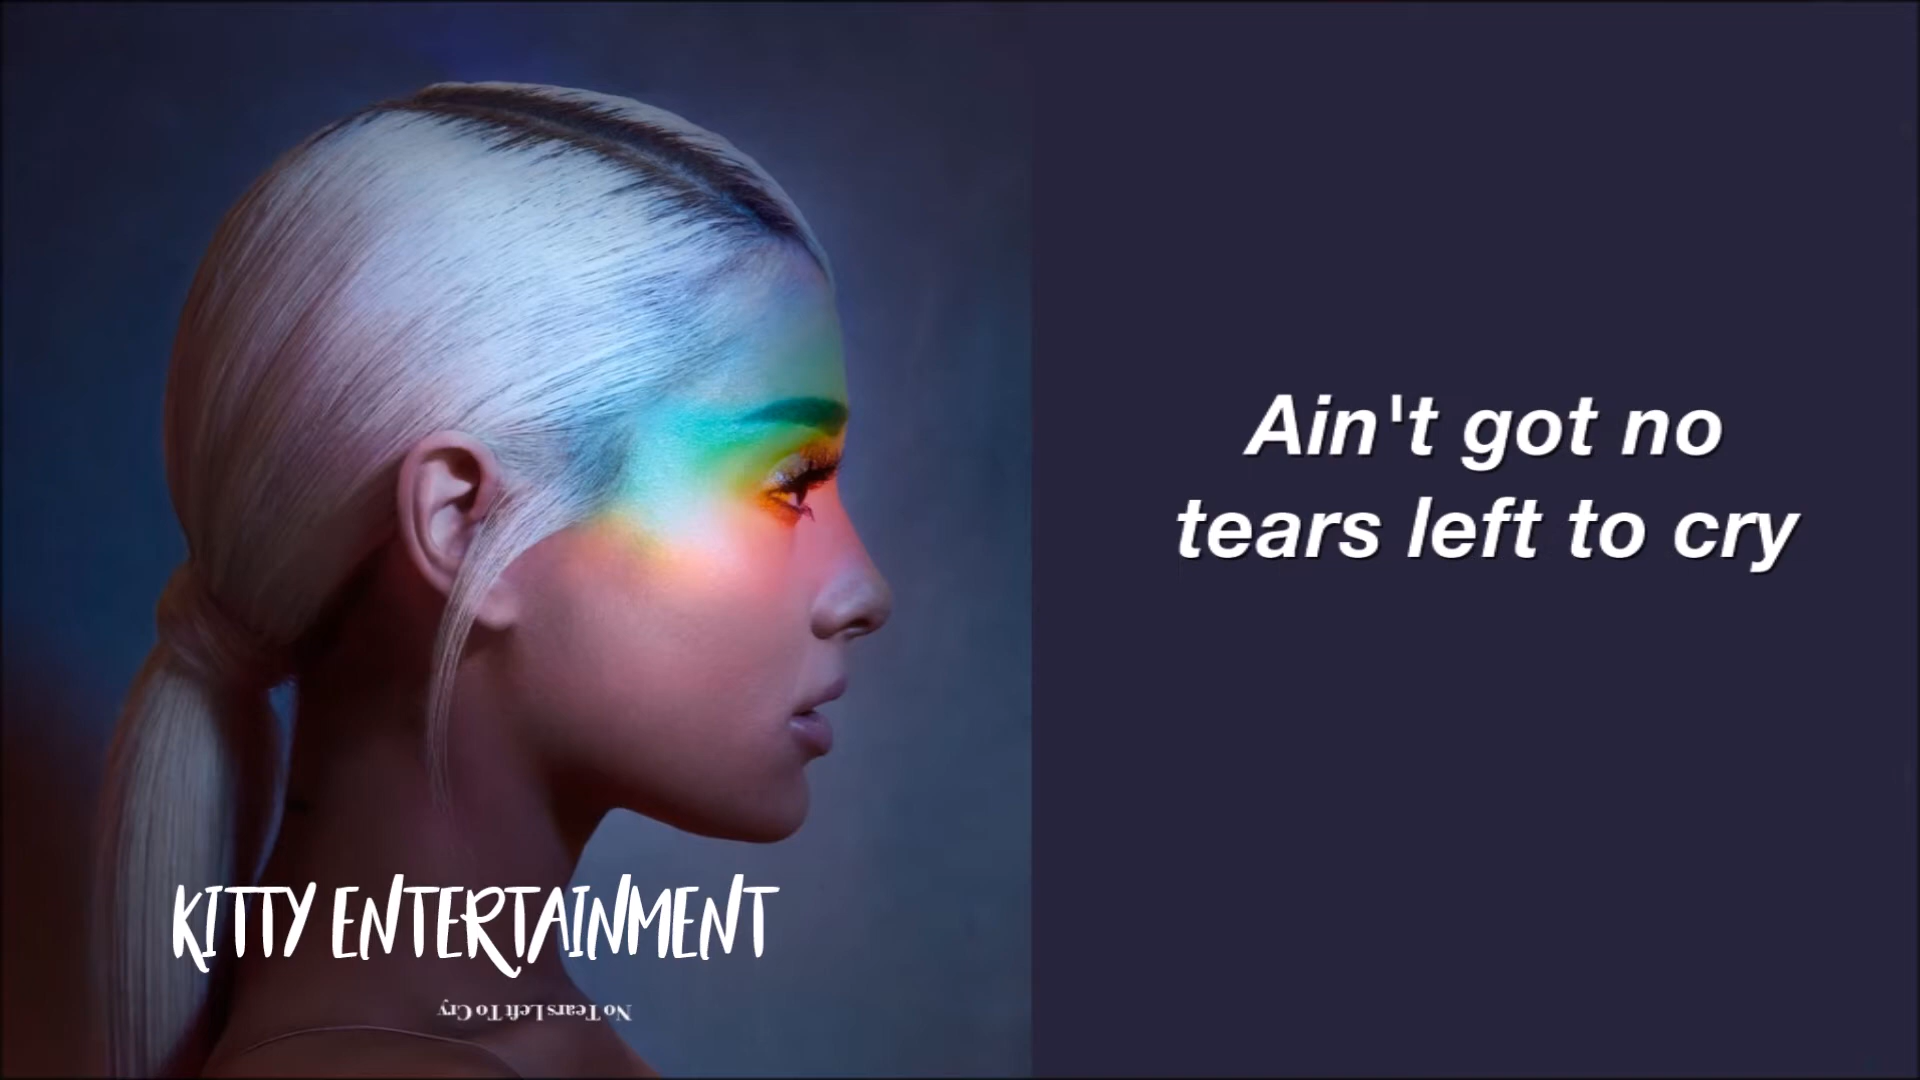 Ain't got no
tears left to cry
KITTY ENTERTAINMENT
No Tears Left To Cry